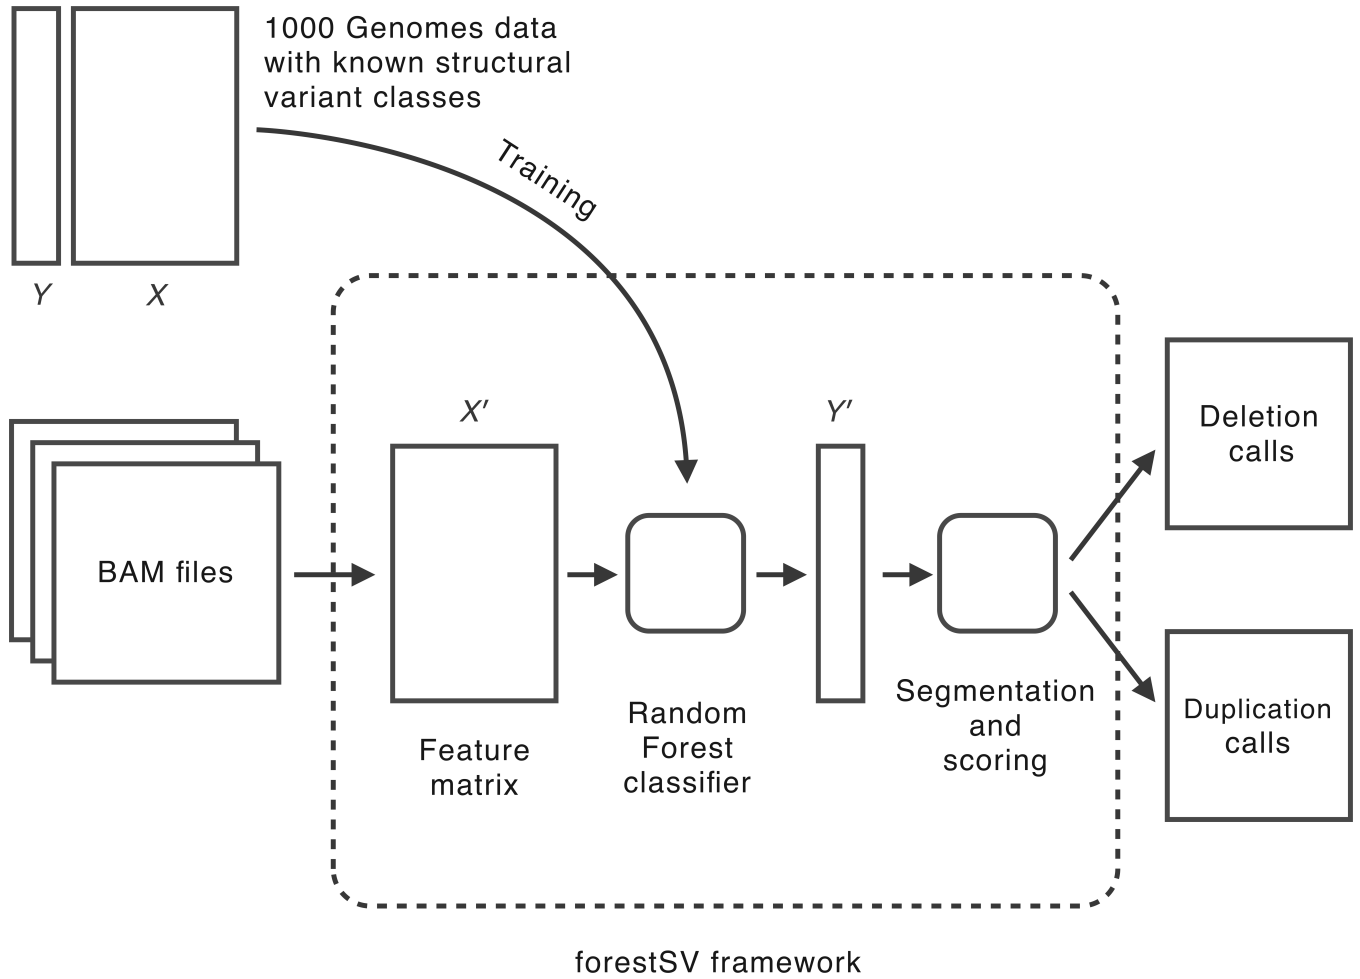 1000 Genomes data
with known structural
variant classes
Training
Y
X
X′
Y′
BAM files
Feature
matrix
Random
Forest
classifier
Segmentation
and
scoring
Deletion
calls
Duplication
calls
forestSV framework